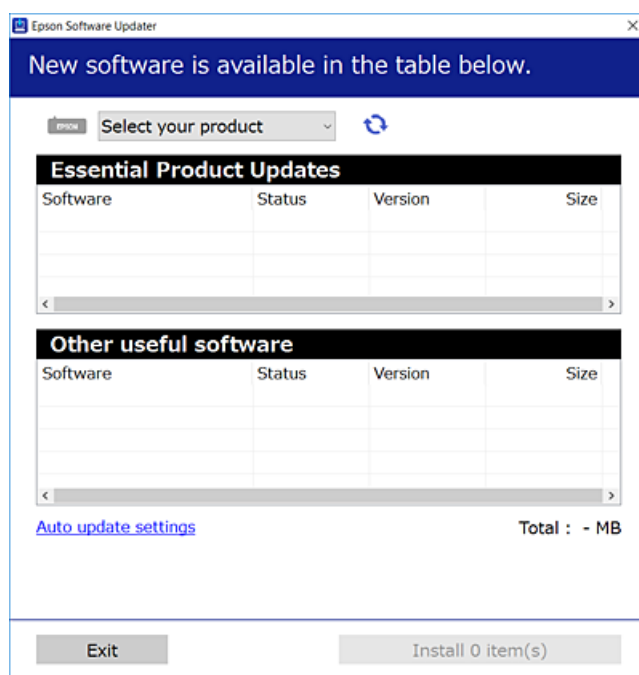 Epson Software Updater
New software is available in the table below.
EPSON Select your product
Essential Product Updates
Software Status Version Size
Other useful software
Software Status Version Size
Auto update settings Total : - MB
Exit Install 0 item(s)